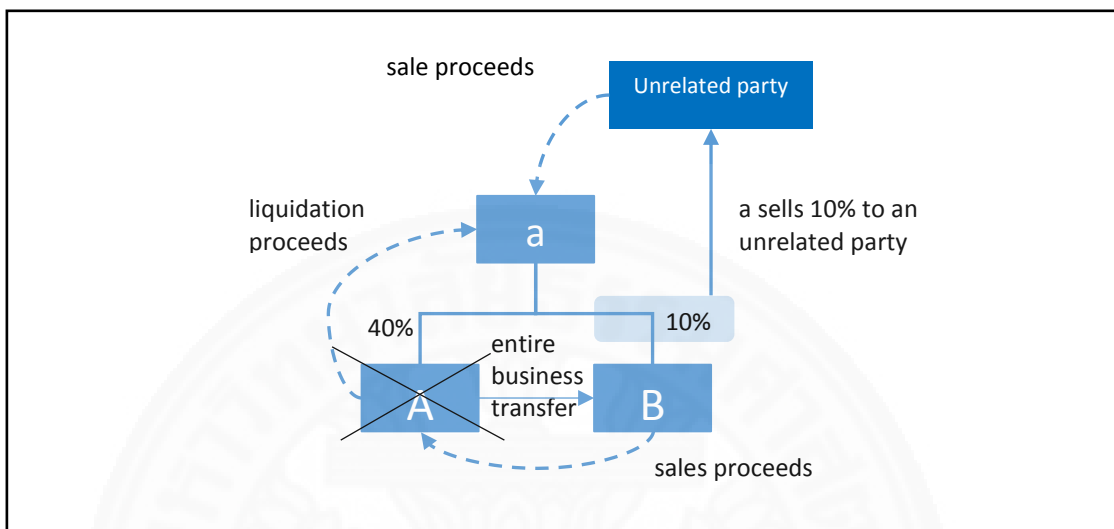 sale proceeds
Unrelated party
liquidation
proceeds
a
a sells 10% to an
unrelated party
40%
10%
entire
business
transfer
A
B
sales proceeds